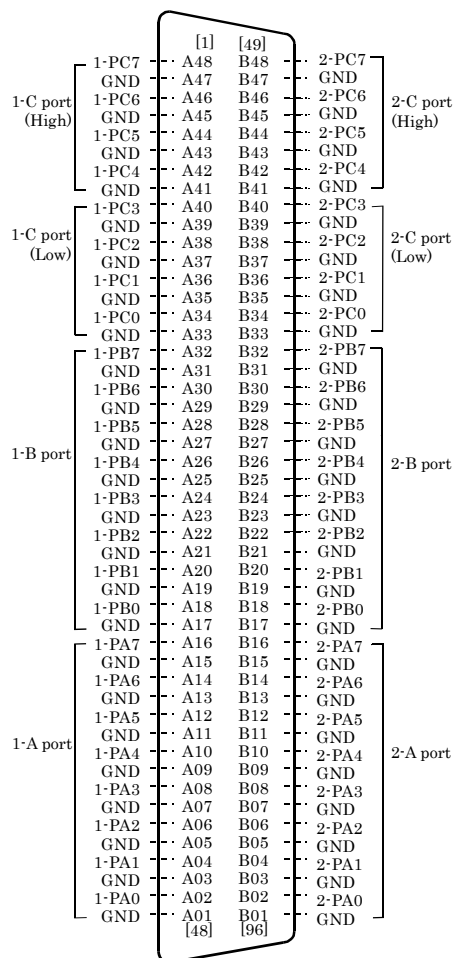 [1] [49]
1-PC7 A48 B48 2-PC7
GND A47 B47 GND
1-C port 1-PC6 A46 B46 2-PC6 2-C port
(High) GND A45 B45 GND (High)
1-PC5 A44 B44 2-PC5
GND A43 B43 GND
1-PC4 A42 B42 2-PC4
GND A41 B41 GND
1-PC3 A40 B40 2-PC3
1-C port GND A39 B39 GND 2-C port
(Low) 1-PC2 A38 B38 2-PC2 (Low)
GND A37 B37 GND
1-PC1 A36 B36 2-PC1
GND A35 B35 GND
1-PC0 A34 B34 2-PC0
GND A33 B33 GND
1-PB7 A32 B32 2-PB7
GND A31 B31 GND
1-PB6 A30 B30 2-PB6
GND A29 B29 GND
1-PB5 A28 B28 2-PB5
1-B port GND A27 B27 GND
1-PB4 A26 B26 2-PB4 2-B port
GND A25 B25 GND
1-PB3 A24 B24 2-PB3
GND A23 B23 GND
1-PB2 A22 B22 2-PB2
GND A21 B21 GND
1-PB1 A20 B20 2-PB1
GND A19 B19 GND
1-PB0 A18 B18 2-PB0
GND A17 B17 GND
1-PA7 A16 B16 2-PA7
GND A15 B15 GND
1-PA6 A14 B14 2-PA6
GND A13 B13 GND
1-PA5 A12 B12 2-PA5
GND A11 B11 GND
1-A port 1-PA4 A10 B10 2-PA4 2-A port
GND A09 B09 GND
1-PA3 A08 B08 2-PA3
GND A07 B07 GND
1-PA2 A06 B06 2-PA2
GND A05 B05 GND
1-PA1 A04 B04 2-PA1
GND A03 B03 GND
1-PA0 A02 B02 2-PA0
GND A01 B01 GND
[48] [96]